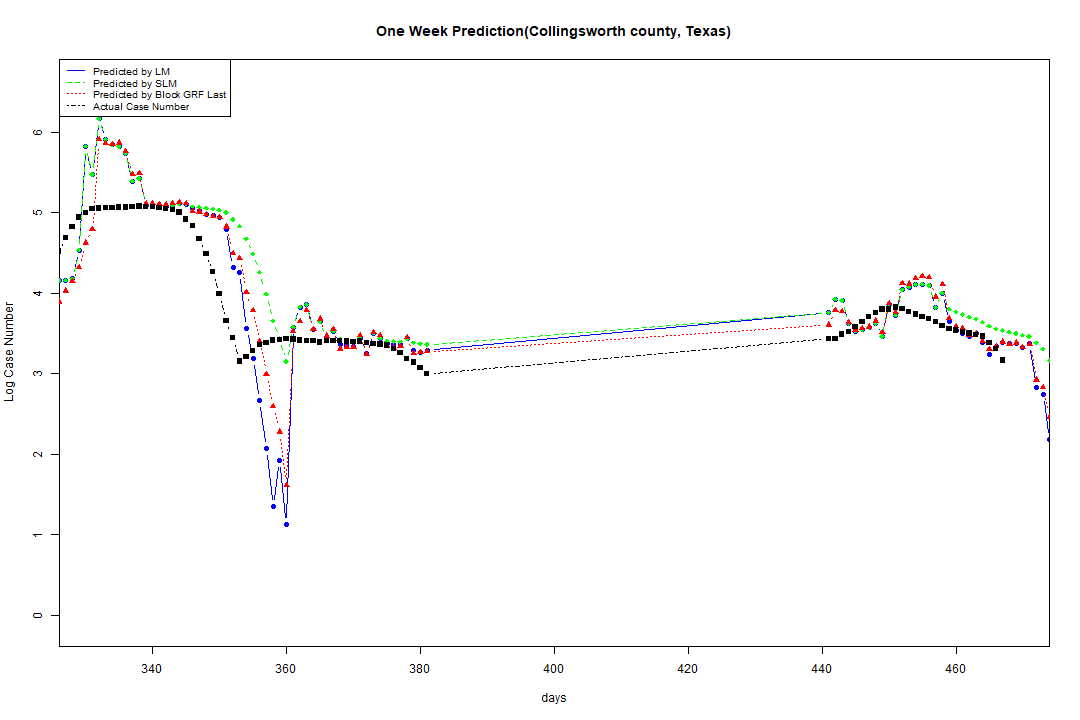 One Week Prediction(Collingsworth county, Texas)
Predicted by LM
Predicted by SLM
Predicted by Block GRF Last
Actual Case Number
Log Case Number
6
5
4
3
2
1
0
340 360 380 400 420 440 460
days